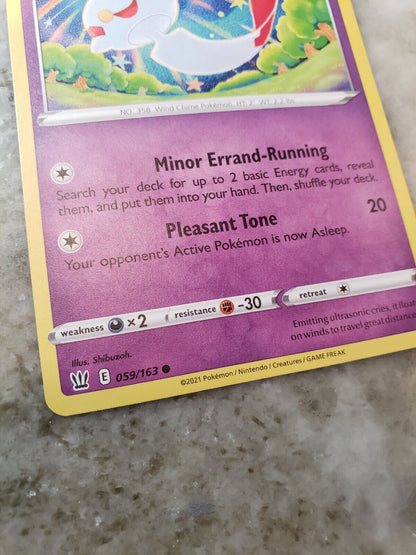 NO. 358 Wind Chime Pokémon HT: 2' WT: 2.2 lbs.
Minor Errand-Running
Search your deck for up to 2 basic Energy cards, reveal
them, and put them into your hand. Then, shuffle your deck.
Pleasant Tone 20
Your opponent's Active Pokémon is now Asleep.
weakness ×2 resistance -30 retreat
Illus. Shibuzoh.
Emitting ultrasonic cries, it float
on winds to travel great distance
E 059/163
©2021 Pokémon / Nintendo / Creatures / GAME FREAK